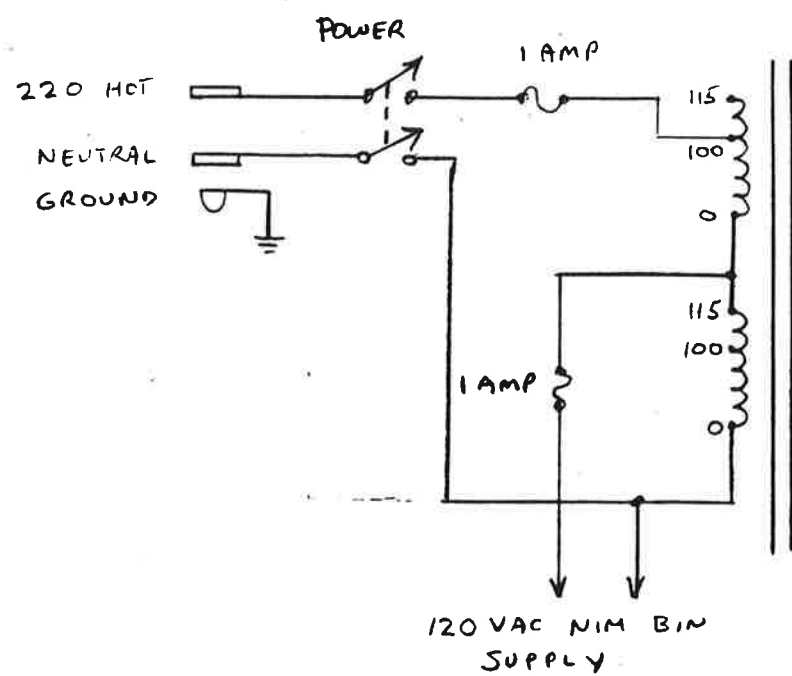 POWER
1 AMP
220 HOT
115
NEUTRAL
100
GROUND
0
115
100
1 AMP
0
120 VAC NIM BIN
SUPPLY